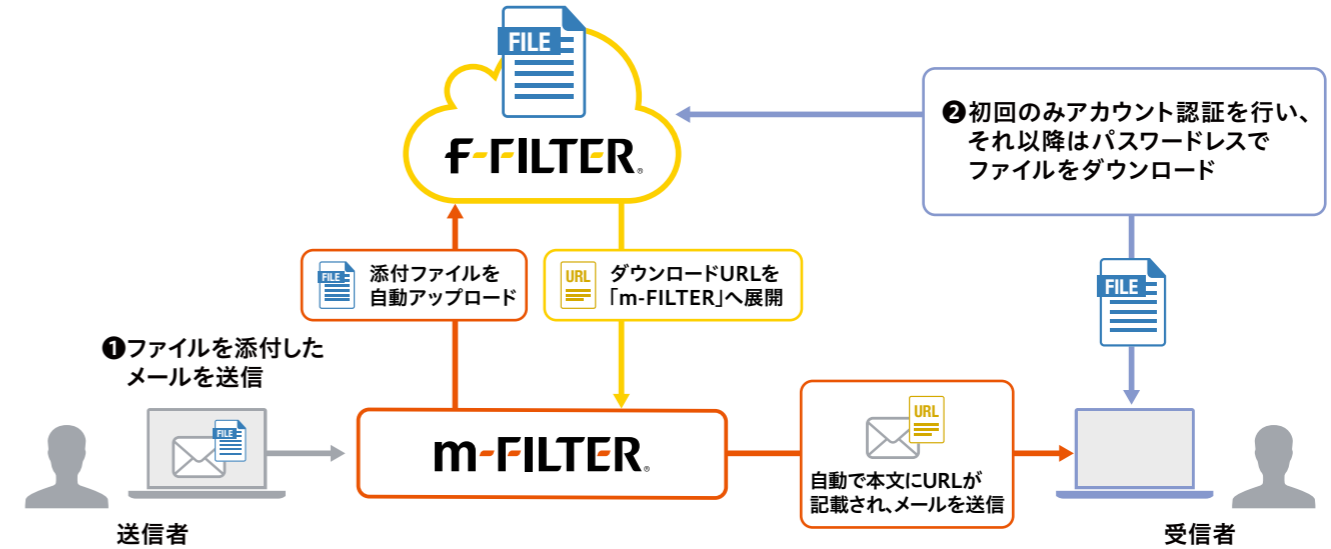 FILE
F-FILTER®
❷初回のみアカウント認証を行い、
それ以降はパスワードレスで
ファイルをダウンロード
FILE
添付ファイルを
自動アップロード
URL
ダウンロードURLを
「m-FILTER」へ展開
FILE
❶ファイルを添付した
メールを送信
FILE
m-FILTER®
URL
自動で本文にURLが
記載され、メールを送信
送信者
受信者